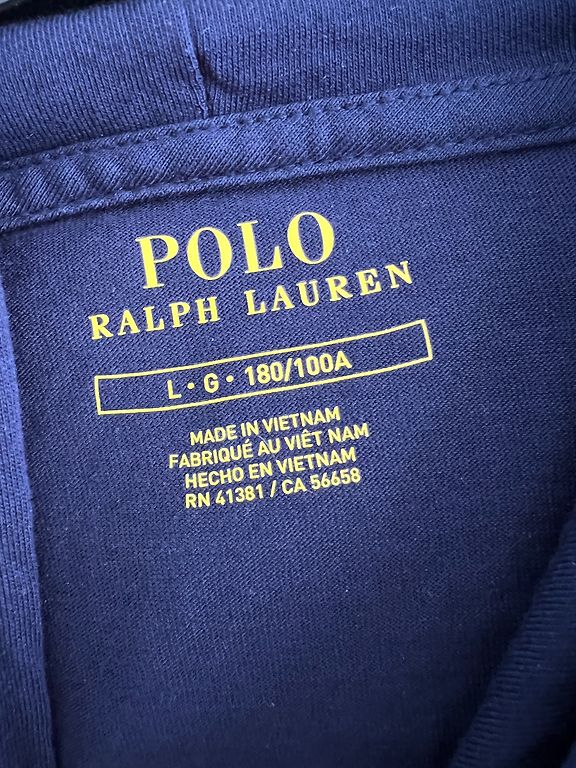 POLO
RALPH LAUREN
L • G • 180/100A
MADE IN VIETNAM
FABRIQUÉ AU VIÊT NAM
HECHO EN VIETNAM
RN 41381 / CA 56658